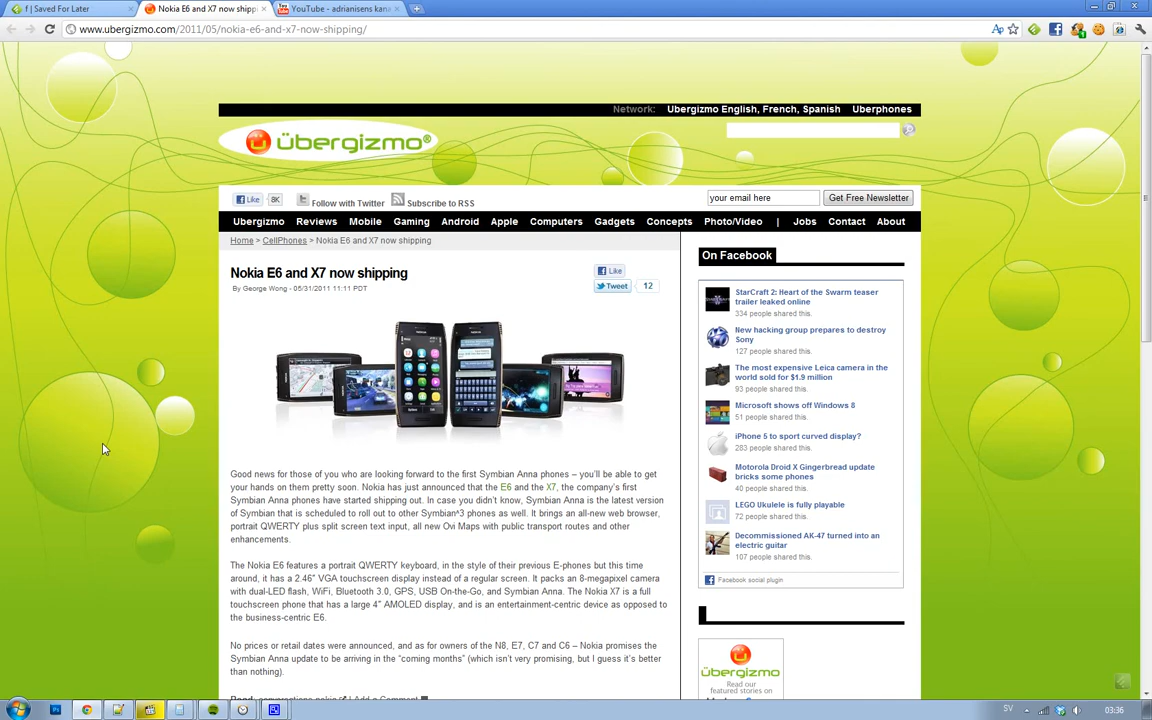 f | Saved For Later
Nokia E6 and X7 now shipp
YouTube - adrianisens kana
www.ubergizmo.com/2011/05/nokia-e6-and-x7-now-shipping/
Network: Ubergizmo English, French, Spanish Uberphones
übergizmo®
Like 8K Follow with Twitter Subscribe to RSS
your email here Get Free Newsletter
Ubergizmo Reviews Mobile Gaming Android Apple Computers Gadgets Concepts Photo/Video | Jobs Contact About
Home > CellPhones > Nokia E6 and X7 now shipping
Nokia E6 and X7 now shipping
By George Wong - 05/31/2011 11:11 PDT
Like
Tweet 12
Good news for those of you who are looking forward to the first Symbian Anna phones – you'll be able to get
your hands on them pretty soon. Nokia has just announced that the E6 and the X7, the company's first
Symbian Anna phones have started shipping out. In case you didn't know, Symbian Anna is the latest version
of Symbian that is scheduled to roll out to other Symbian^3 phones as well. It brings an all-new web browser,
portrait QWERTY plus split screen text input, all new Ovi Maps with public transport routes and other
enhancements.
The Nokia E6 features a portrait QWERTY keyboard, in the style of their previous E-phones but this time
around, it has a 2.46" VGA touchscreen display instead of a regular screen. It packs an 8-megapixel camera
with dual-LED flash, WiFi, Bluetooth 3.0, GPS, USB On-the-Go, and Symbian Anna. The Nokia X7 is a full
touchscreen phone that has a large 4" AMOLED display, and is an entertainment-centric device as opposed to
the business-centric E6.
No prices or retail dates were announced, and as for owners of the N8, E7, C7 and C6 – Nokia promises the
Symbian Anna update to be arriving in the "coming months" (which isn't very promising, but I guess it's better
than nothing).
Read: conversations.nokia | Add a Comment
On Facebook
StarCraft 2: Heart of the Swarm teaser
trailer leaked online
334 people shared this.
New hacking group prepares to destroy
Sony
127 people shared this.
The most expensive Leica camera in the
world sold for $1.9 million
93 people shared this.
Microsoft shows off Windows 8
51 people shared this.
iPhone 5 to sport curved display?
283 people shared this.
Motorola Droid X Gingerbread update
bricks some phones
40 people shared this.
LEGO Ukulele is fully playable
72 people shared this.
Decommissioned AK-47 turned into an
electric guitar
107 people shared this.
Facebook social plugin
übergizmo
Read our
featured stories on
SV 03:36